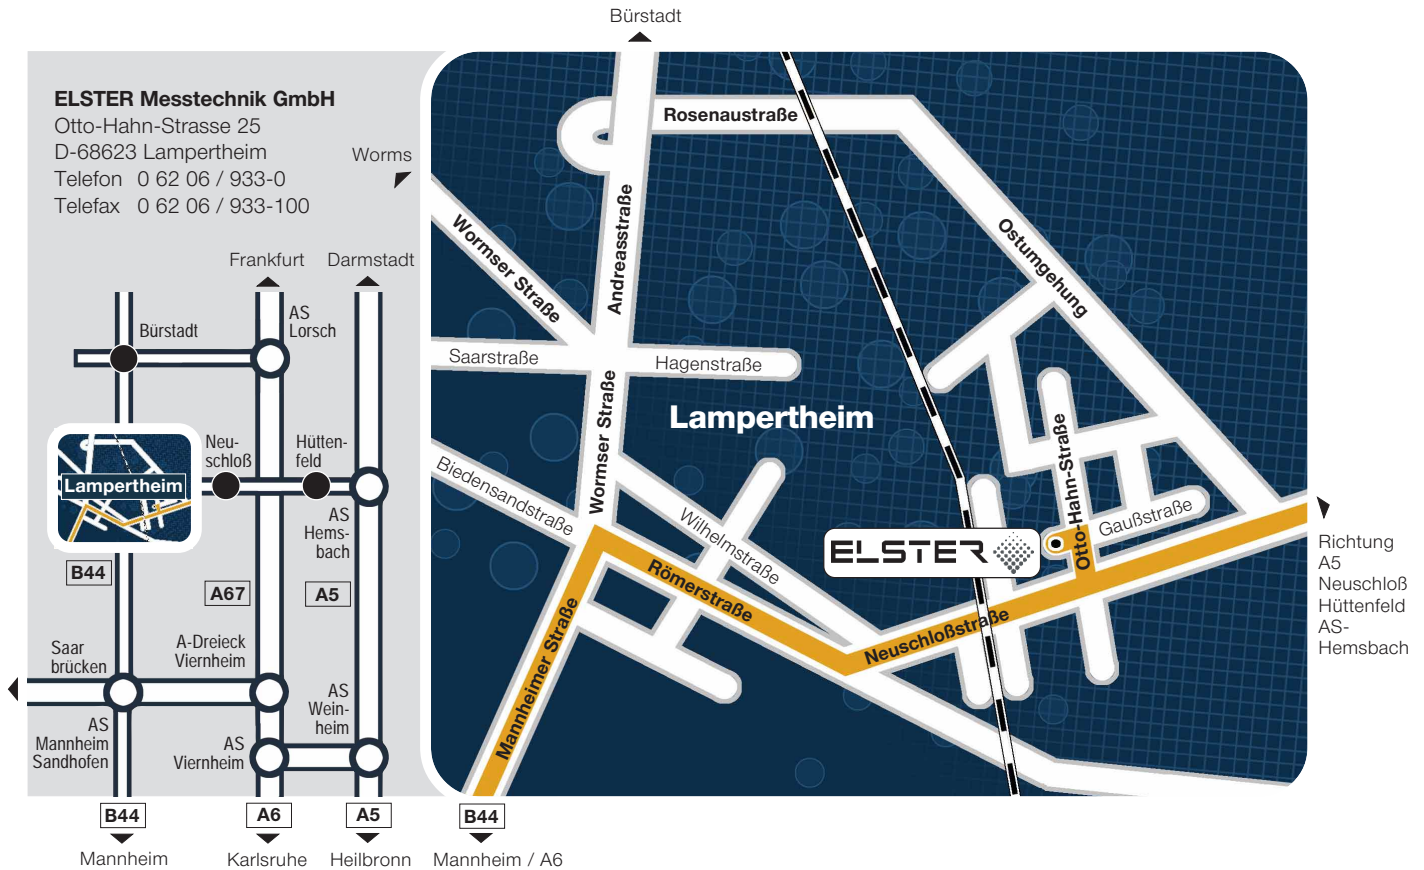 Bürstadt
ELSTER Messtechnik GmbH
Otto-Hahn-Strasse 25
D-68623 Lampertheim
Telefon 0 62 06 / 933-0
Telefax 0 62 06 / 933-100
Worms
Frankfurt
Darmstadt
AS
Lorsch
Bürstadt
Neu-
schloß
Hütten-
feld
Lampertheim
AS
Hems-
bach
B44
A67
A5
Saar
brücken
A-Dreieck
Viernheim
AS
Wein-
heim
AS
Mannheim
Sandhofen
AS
Viernheim
B44
A6
A5
B44
Mannheim
Karlsruhe
Heilbronn
Mannheim / A6
Rosenaustraße
Andreasstraße
Wormser Straße
Ostumgehung
Saarstraße
Hagenstraße
Lampertheim
Wormser Straße
Biedensandstraße
Wilhelmstraße
Otto-Hahn-Straße
Gaußstraße
ELSTER
Römerstraße
Neuschloßstraße
Mannheimer Straße
Richtung
A5
Neuschloß
Hüttenfeld
AS-
Hemsbach